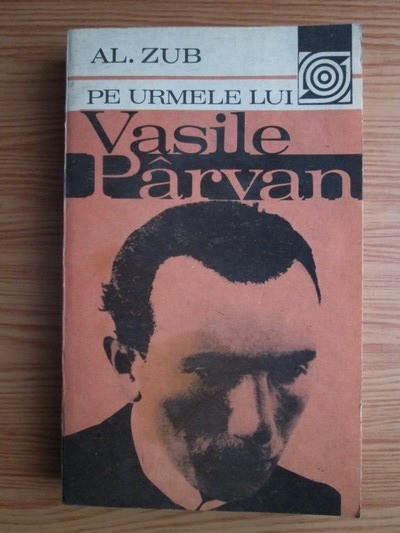 AL. ZUB
PE URMELE LUI
Vasile
Pârvan